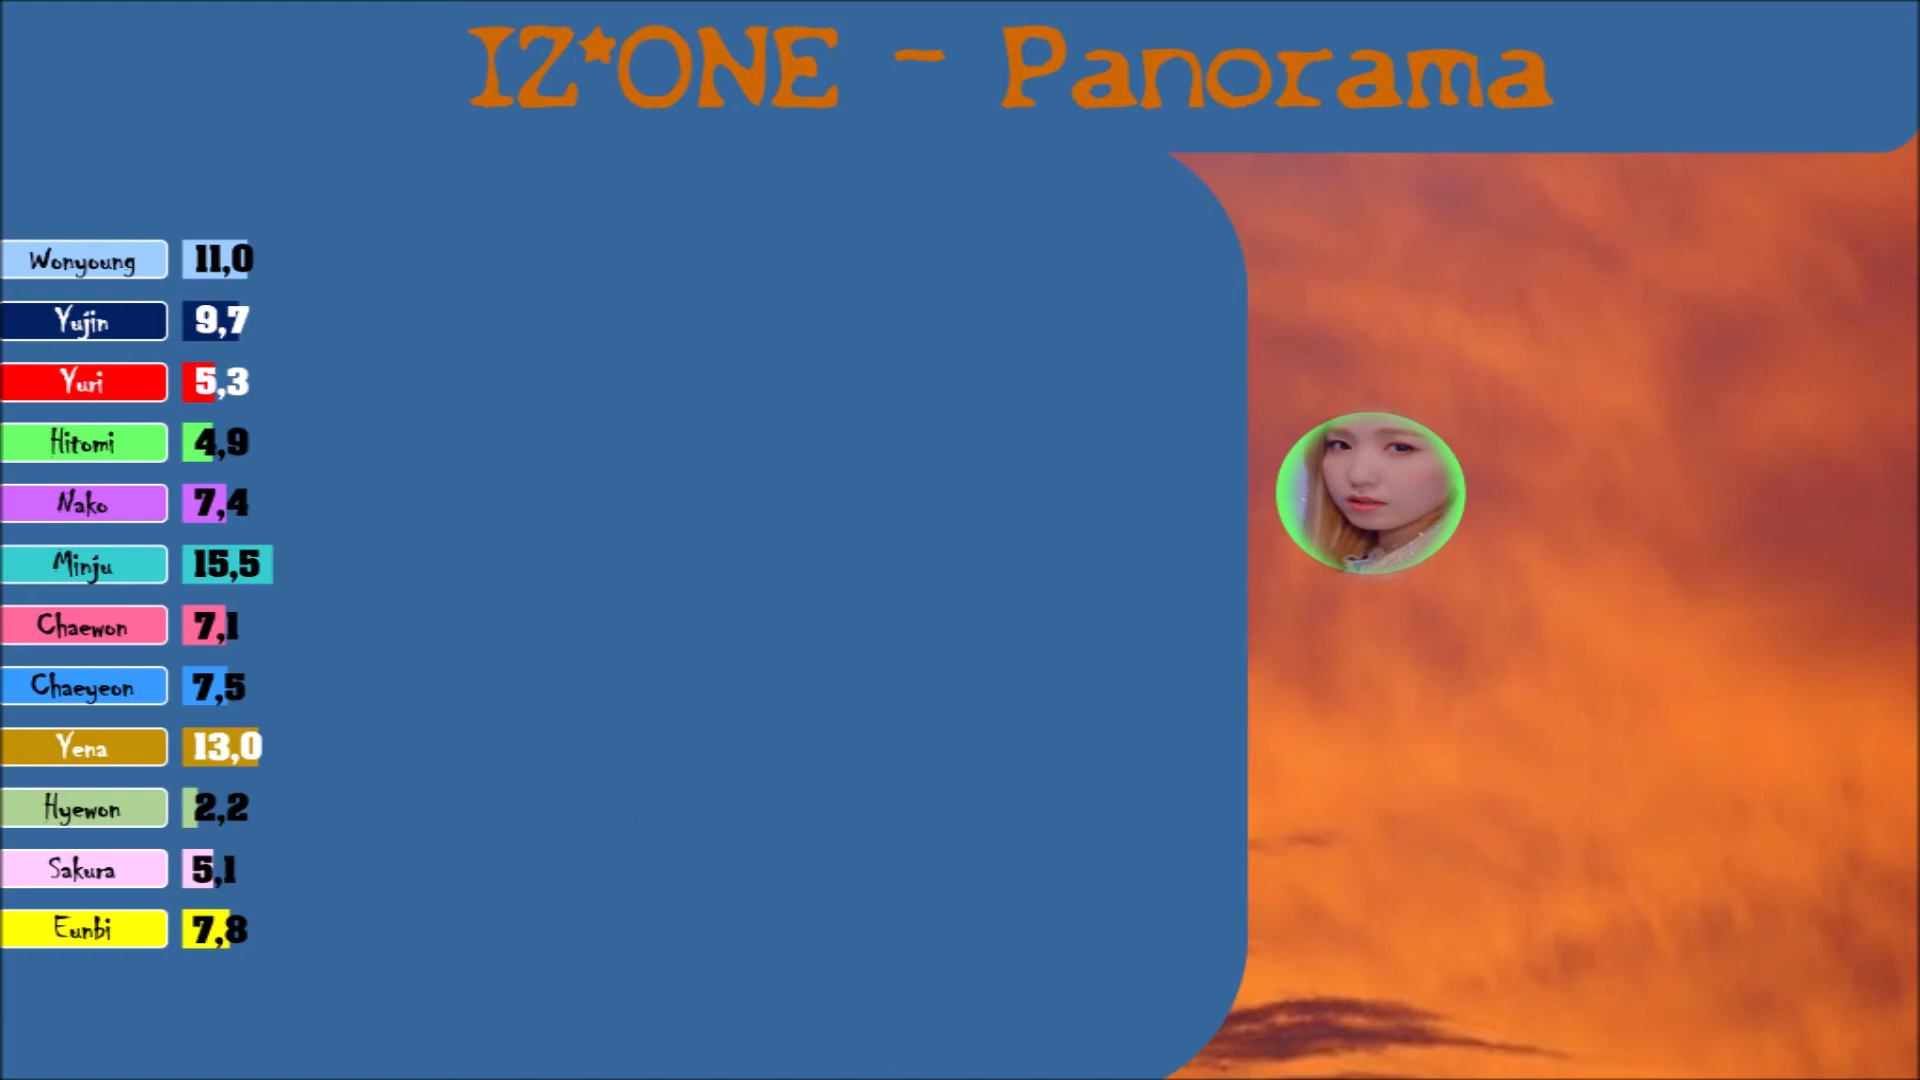 IZ*ONE - Panorama
Wonyoung 11,0
Yujin 9,7
Yuri 5,3
Hitomi 4,9
Nako 7,4
Minju 15,5
Chaewon 7,1
Chaeyeon 7,5
Yena 13,0
Hyewon 2,2
Sakura 5,1
Eunbi 7,8